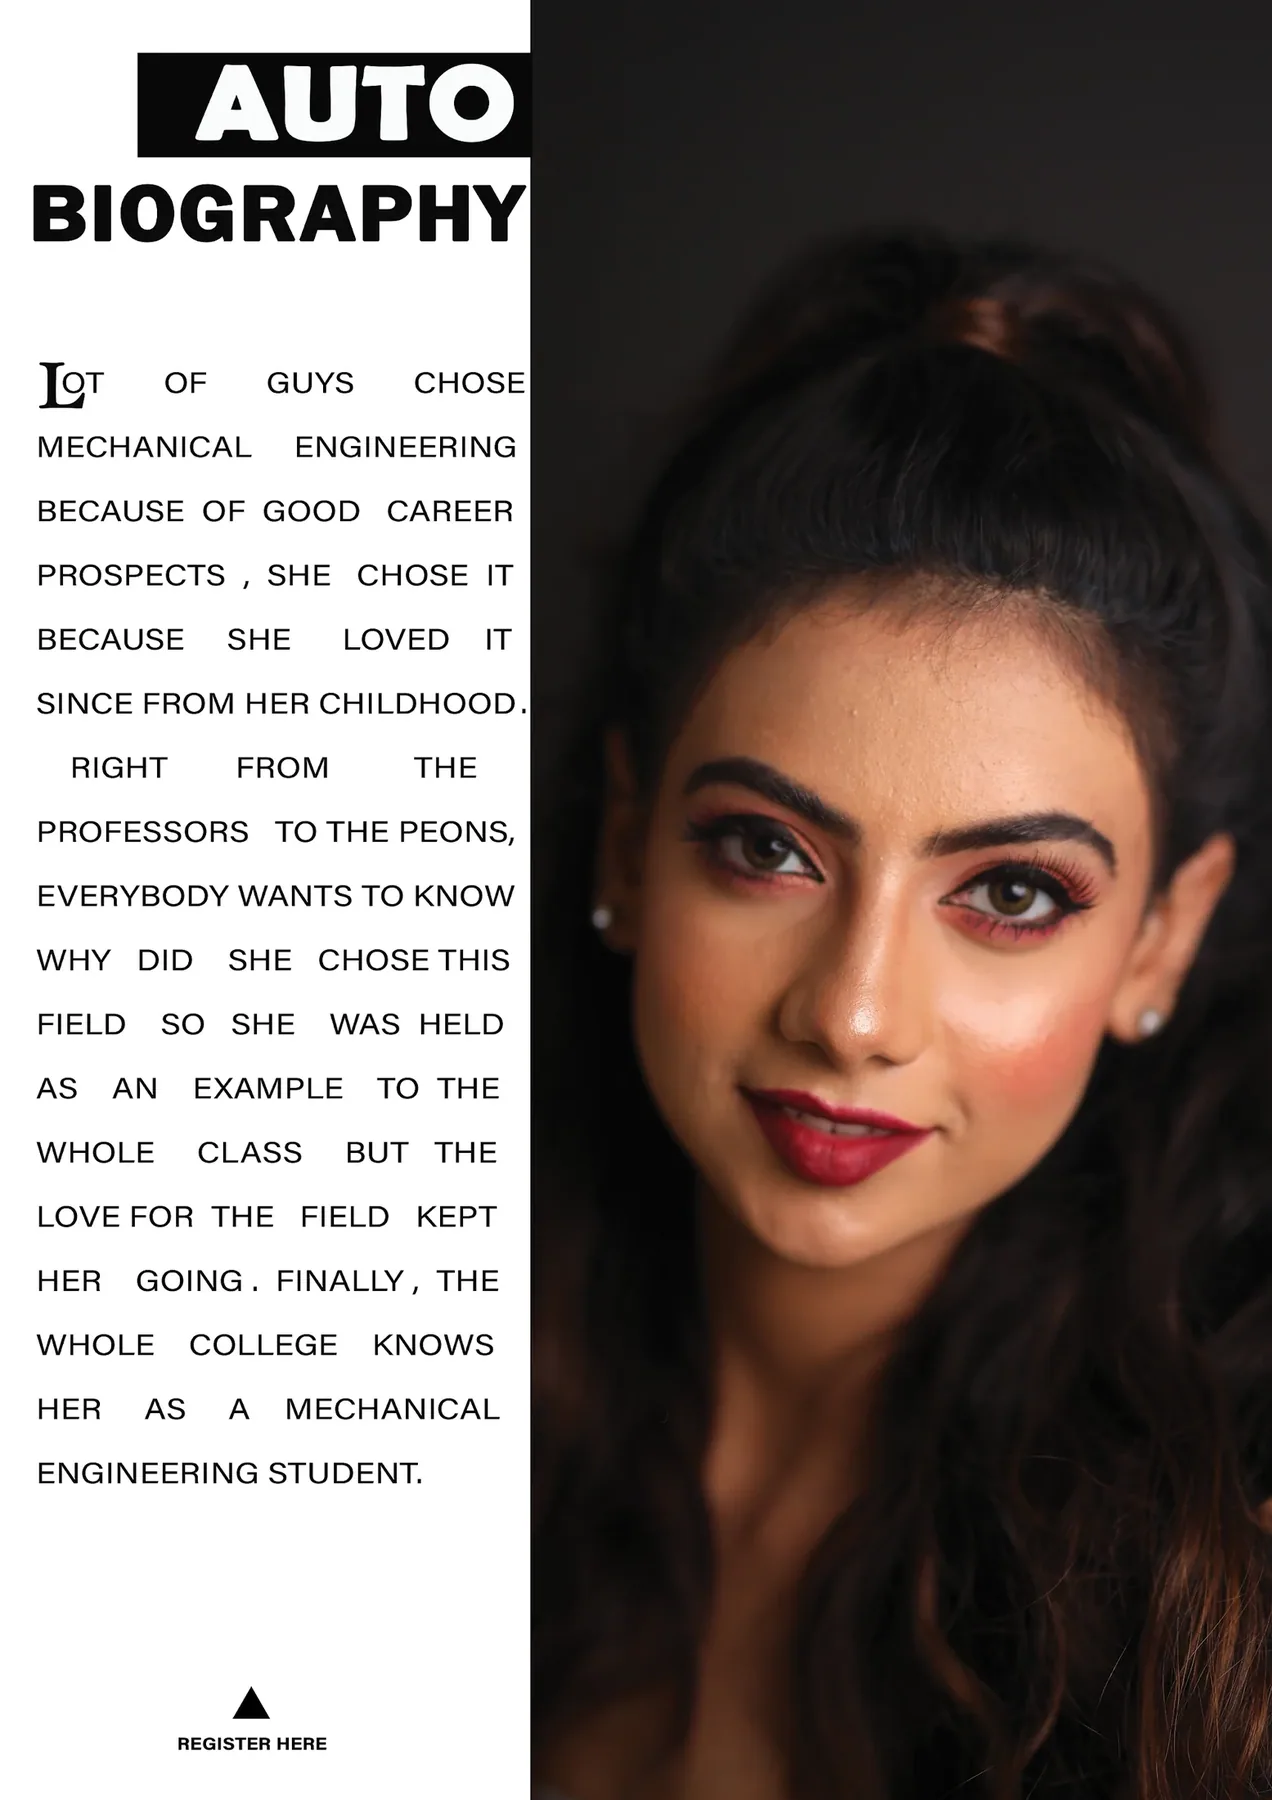 AUTO
BIOGRAPHY
LOT OF GUYS CHOSE
MECHANICAL ENGINEERING
BECAUSE OF GOOD CAREER
PROSPECTS , SHE CHOSE IT
BECAUSE SHE LOVED IT
SINCE FROM HER CHILDHOOD.
RIGHT FROM THE
PROFESSORS TO THE PEONS,
EVERYBODY WANTS TO KNOW
WHY DID SHE CHOSE THIS
FIELD SO SHE WAS HELD
AS AN EXAMPLE TO THE
WHOLE CLASS BUT THE
LOVE FOR THE FIELD KEPT
HER GOING . FINALLY , THE
WHOLE COLLEGE KNOWS
HER AS A MECHANICAL
ENGINEERING STUDENT.
REGISTER HERE